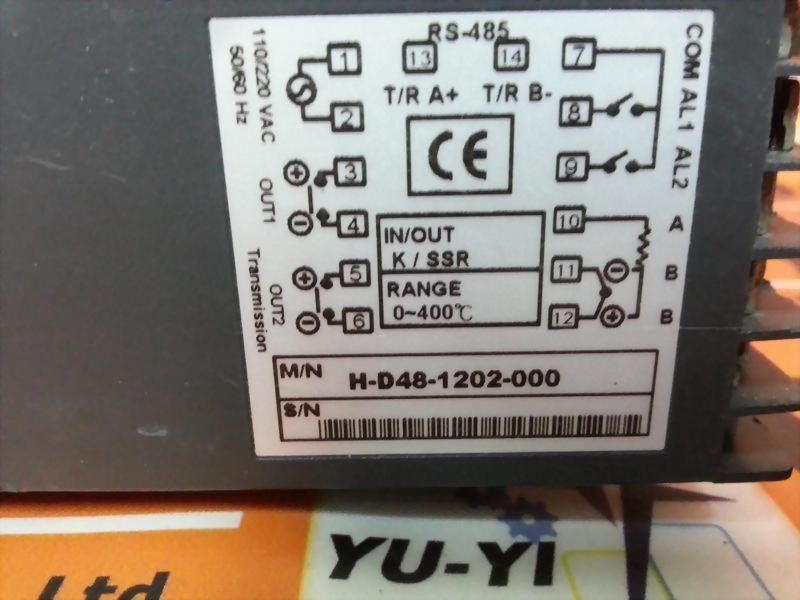 RS-485
1 13 14 7
T/R A+ T/R B-
2 8
110/220 VAC
50/60 Hz
COM AL1 AL2
CE
3 9
OUT1
4 10 A
IN/OUT
K / SSR
5 11 B
RANGE
0~400℃
6 12 B
OUT2
Transmission
M/N H-D48-1202-000
S/N
YU-YI
Ltd